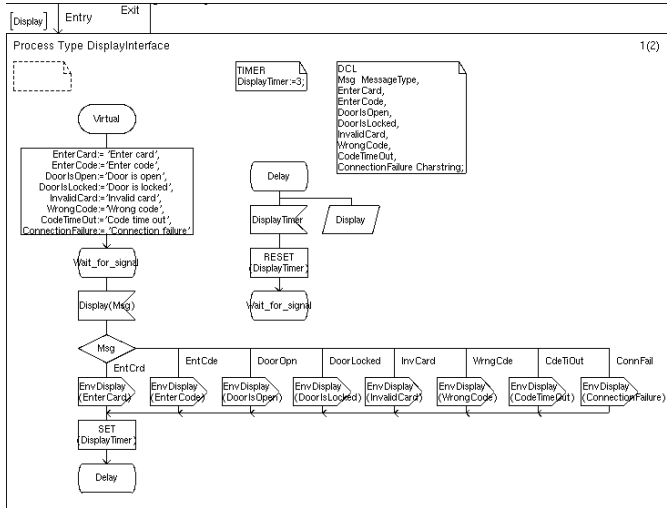 [Display]
Entry
Exit
Process Type DisplayInterface
1(2)
TIMER
DisplayTimer:=3;
DCL
Msg MessageType,
EnterCard,
EnterCode,
DoorIsOpen,
DoorIsLocked,
InvalidCard,
WrongCode,
CodeTimeOut,
ConnectionFailure Charstring;
Virtual
EnterCard:= 'Enter card',
EnterCode:='Enter code',
DoorIsOpen:='Door is open',
DoorIsLocked:='Door is locked',
InvalidCard:='Invalid card',
WrongCode:='Wrong code',
CodeTimeOut:='Code time out',
ConnectionFailure:= 'Connection failure'
Wait_for_signal
Display(Msg)
Delay
DisplayTimer
Display
RESET
(DisplayTimer)
Wait_for_signal
Msg
EntCrd
EntCde
DoorOpn
DoorLocked
InvCard
WrngCde
CdeTiOut
ConnFail
EnvDisplay
(EnterCard)
EnvDisplay
(EnterCode)
EnvDisplay
(DoorIsOpen)
EnvDisplay
(DoorIsLocked)
EnvDisplay
(InvalidCard)
EnvDisplay
(WrongCode)
EnvDisplay
(CodeTimeOut)
EnvDisplay
(ConnectionFailure)
SET
(DisplayTimer)
Delay